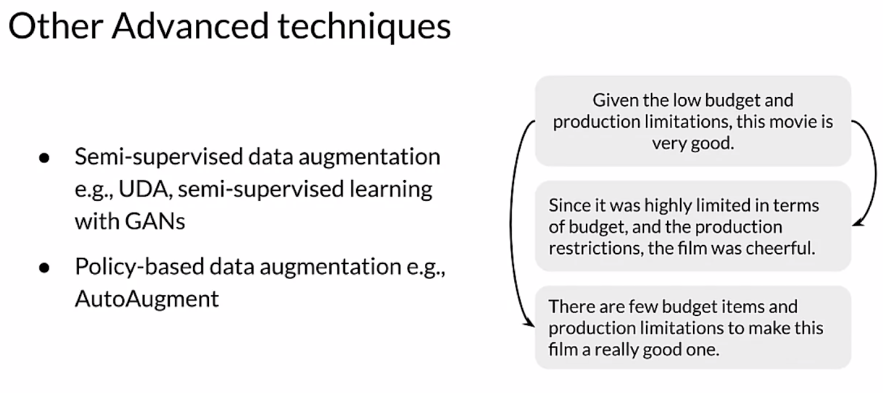 Other Advanced techniques
● Semi-supervised data augmentation
e.g., UDA, semi-supervised learning
with GANs
● Policy-based data augmentation e.g.,
AutoAugment
Given the low budget and
production limitations, this movie is
very good.
Since it was highly limited in terms
of budget, and the production
restrictions, the film was cheerful.
There are few budget items and
production limitations to make this
film a really good one.